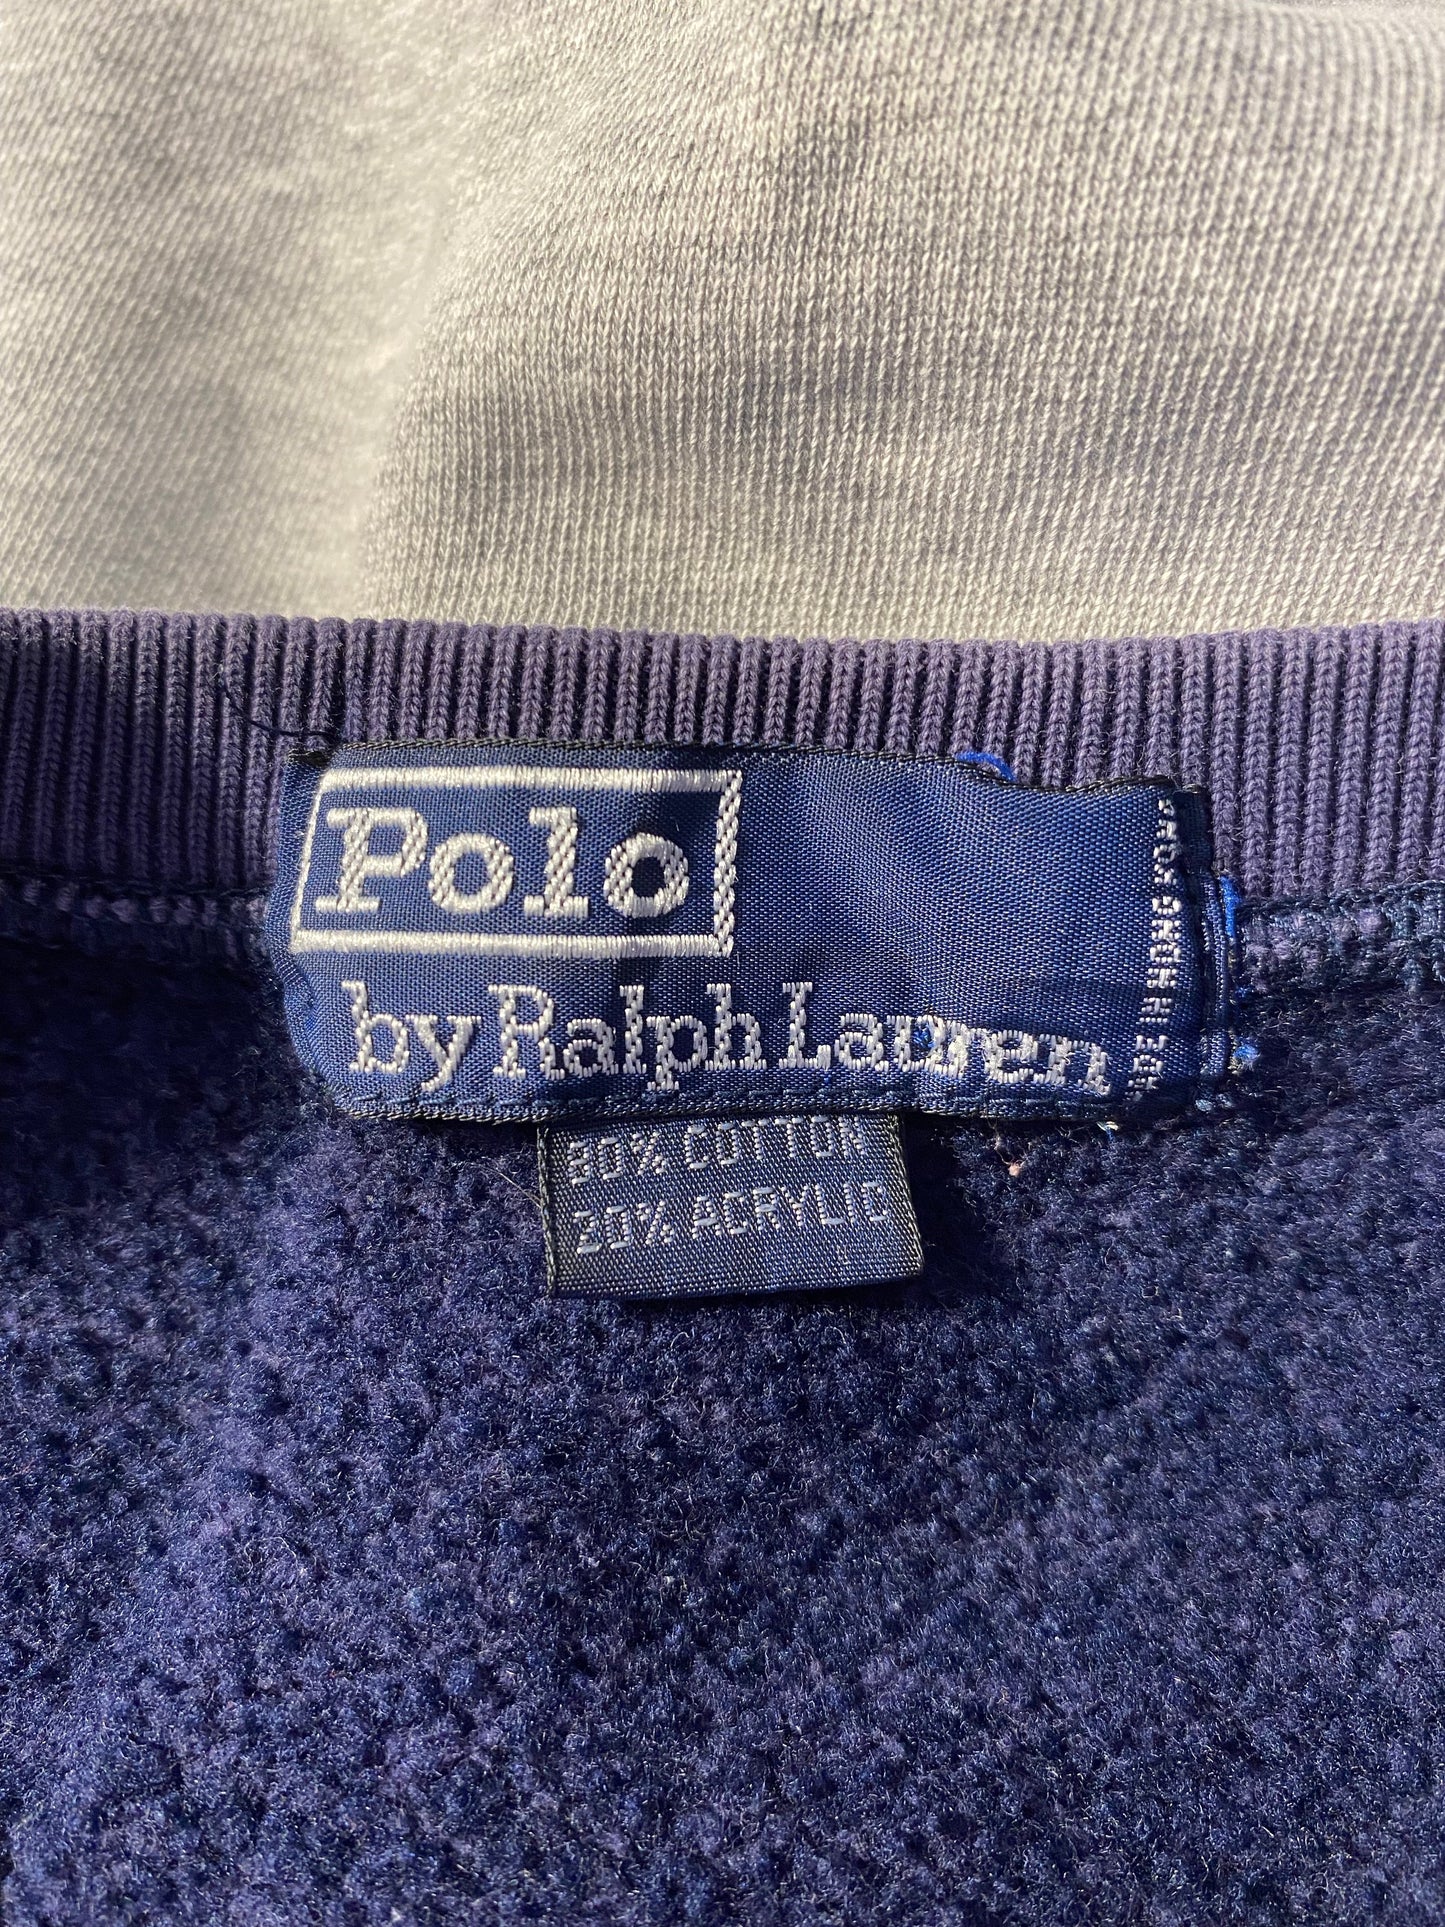 Polo
by Ralph Lauren
MADE IN HONG KONG
80% COTTON
20% ACRYLIC